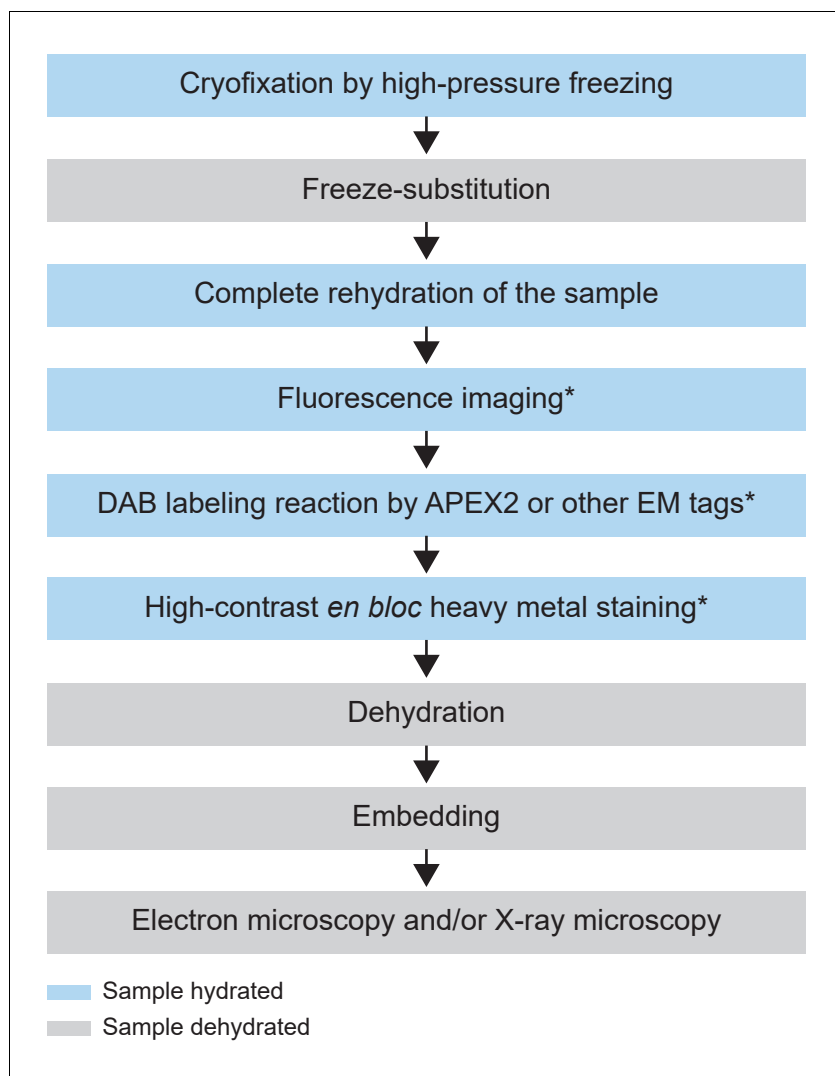 Cryofixation by high-pressure freezing
Freeze-substitution
Complete rehydration of the sample
Fluorescence imaging*
DAB labeling reaction by APEX2 or other EM tags*
High-contrast en bloc heavy metal staining*
Dehydration
Embedding
Electron microscopy and/or X-ray microscopy
Sample hydrated
Sample dehydrated